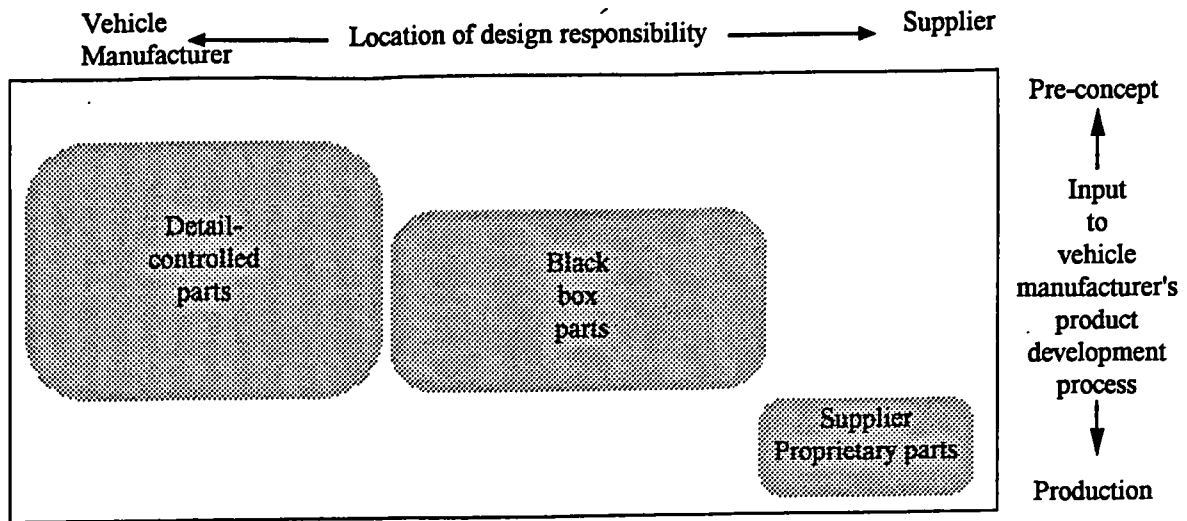 Vehicle
Manufacturer
Location of design responsibility
Supplier
Pre-concept
Input
to
vehicle
manufacturer's
product
development
process
Production
Detail-
controlled
parts
Black
box
parts
Supplier
Proprietary parts